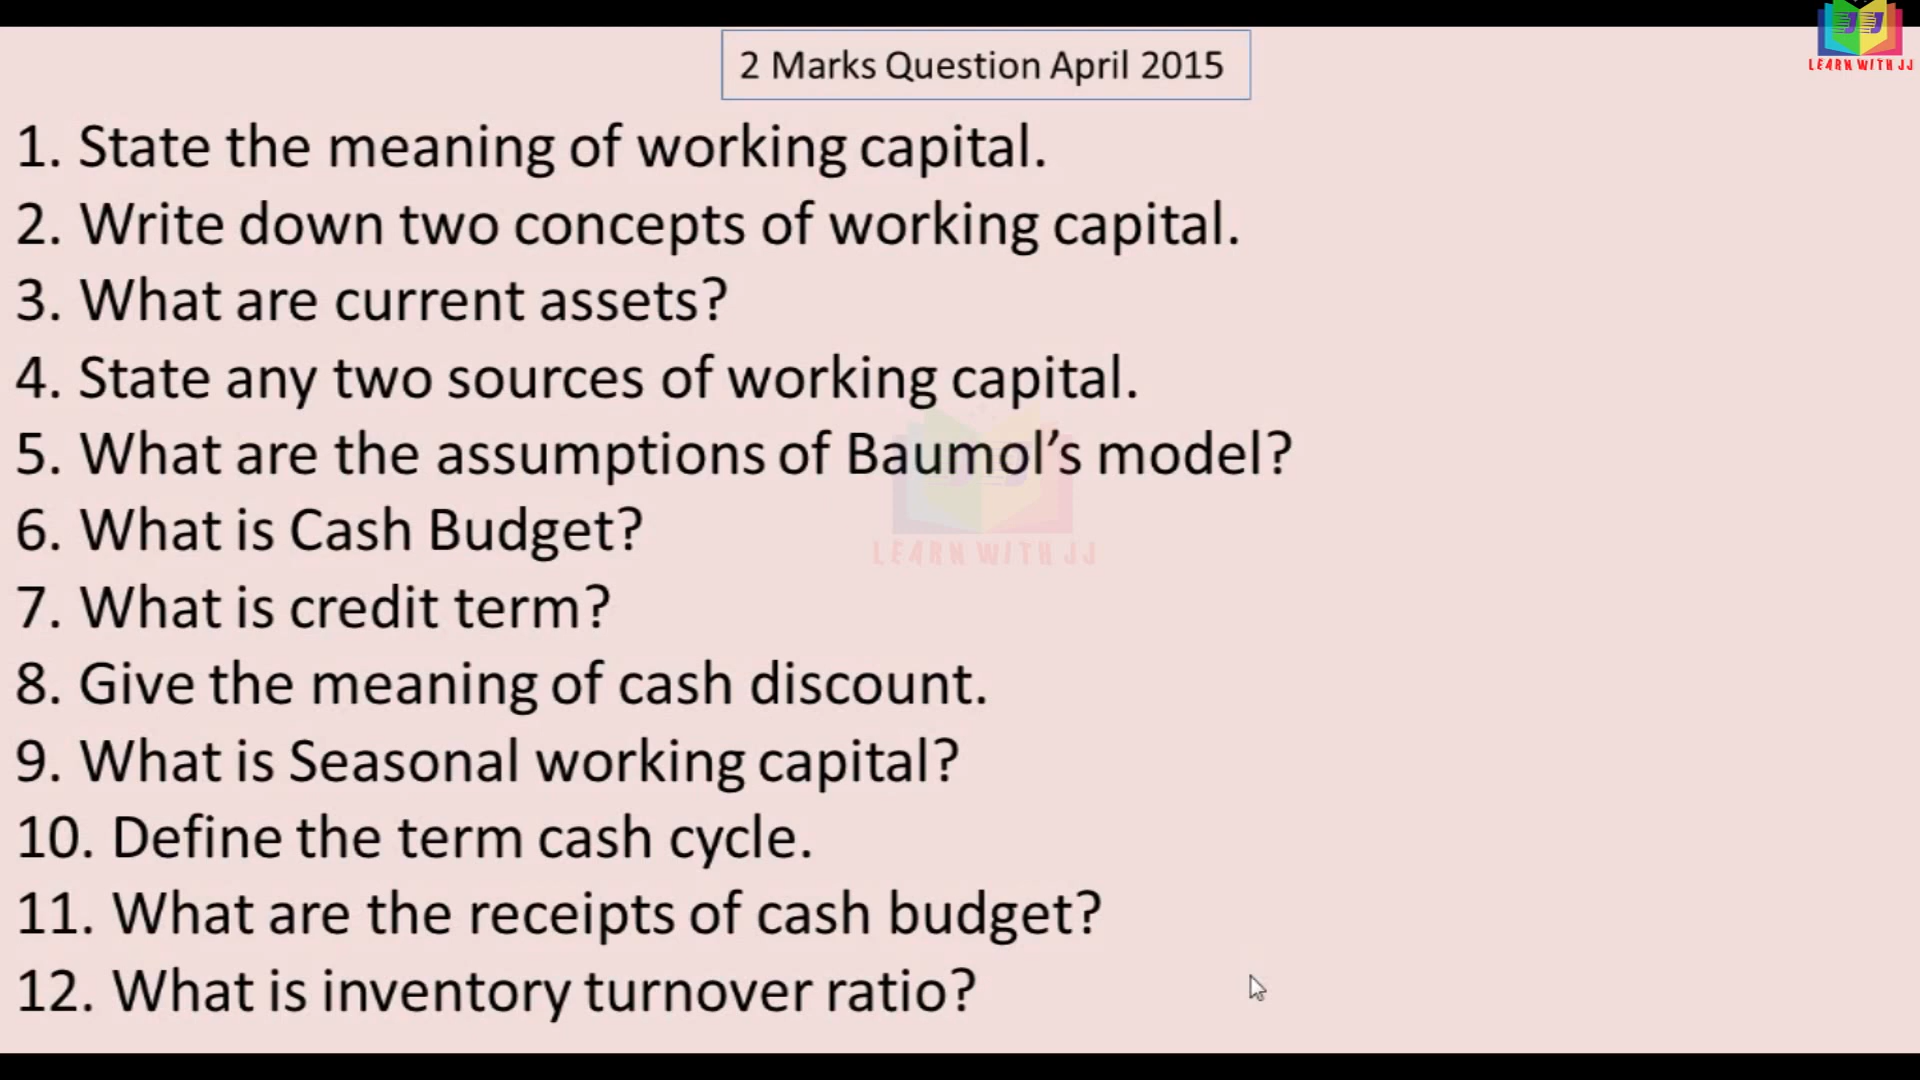 LEARN WITH JJ
2 Marks Question April 2015
1. State the meaning of working capital.
2. Write down two concepts of working capital.
3. What are current assets?
4. State any two sources of working capital.
5. What are the assumptions of Baumol’s model?
6. What is Cash Budget?
LEARN WITH JJ
7. What is credit term?
8. Give the meaning of cash discount.
9. What is Seasonal working capital?
10. Define the term cash cycle.
11. What are the receipts of cash budget?
12. What is inventory turnover ratio?